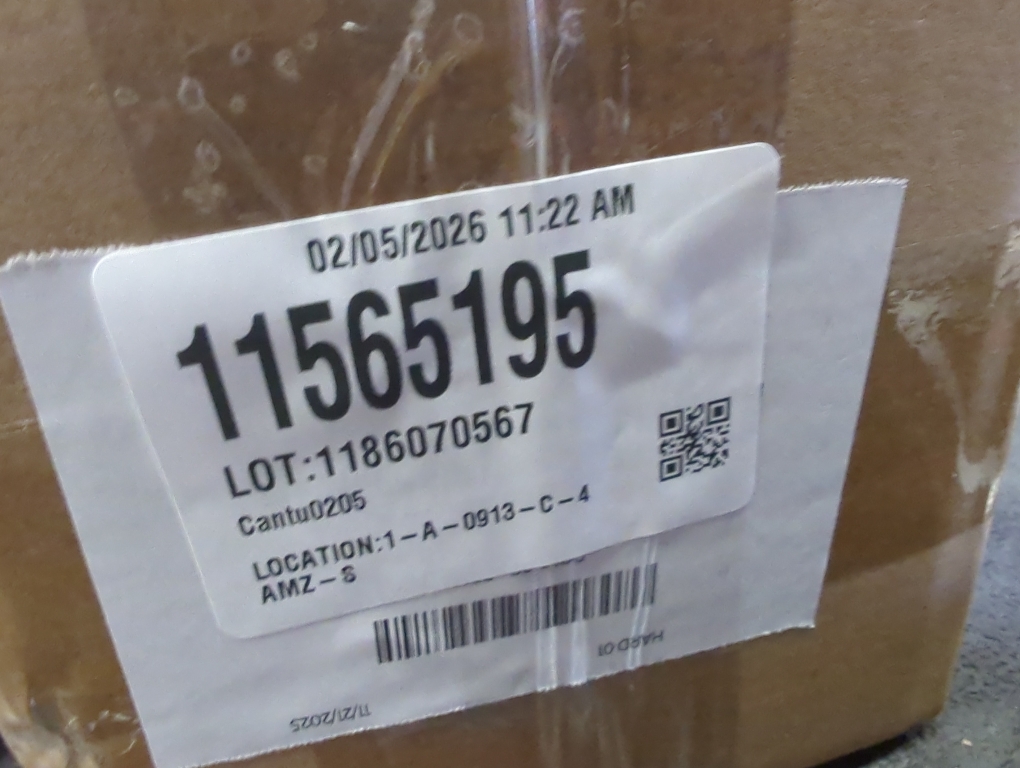 02/05/2026 11:22 AM
11565195
LOT:1186070567
Cantu0205
LOCATION:1-A-0913-C-4
AMZ-S
HARD 01
11/21/2025